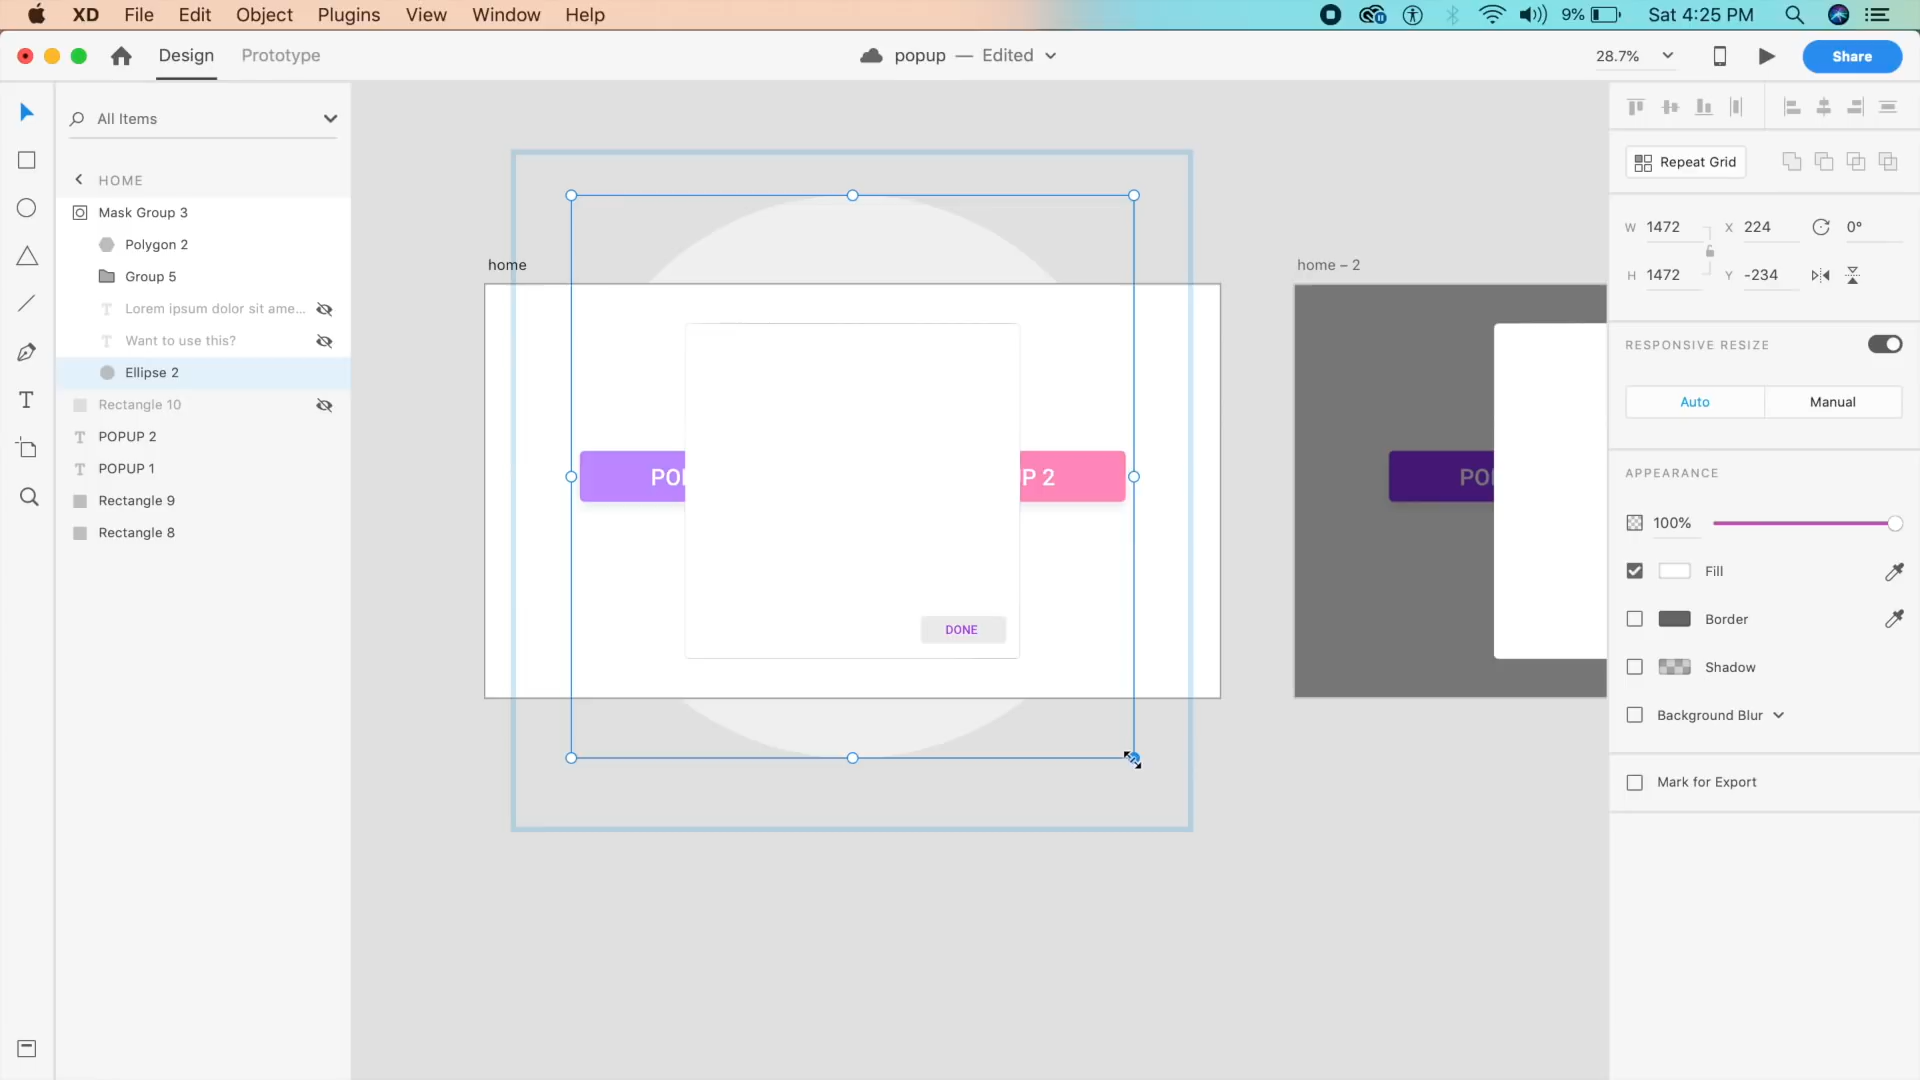 XD File Edit Object Plugins View Window Help
9% Sat 4:25 PM
Design Prototype
popup — Edited
28.7%
Share
All Items
HOME
Mask Group 3
Polygon 2
Group 5
Lorem ipsum dolor sit ame...
Want to use this?
Ellipse 2
Rectangle 10
POPUP 2
POPUP 1
Rectangle 9
Rectangle 8
home
P 2
DONE
home – 2
Repeat Grid
W 1472 X 224 0°
H 1472 Y -234
RESPONSIVE RESIZE
Auto Manual
APPEARANCE
100%
Fill
Border
Shadow
Background Blur
Mark for Export